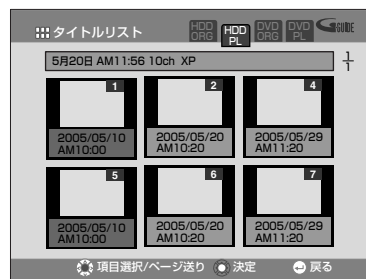 タイトルリスト
HDD ORG
HDD PL
DVD ORG
DVD PL
G GUIDE
5月20日 AM11:56 10ch XP
1/1
1
2
4
2005/05/10 AM10:00
2005/05/20 AM10:20
2005/05/29 AM11:20
5
6
7
2005/05/10 AM10:00
2005/05/20 AM10:20
2005/05/29 AM11:20
項目選択/ページ送り 決定 戻る